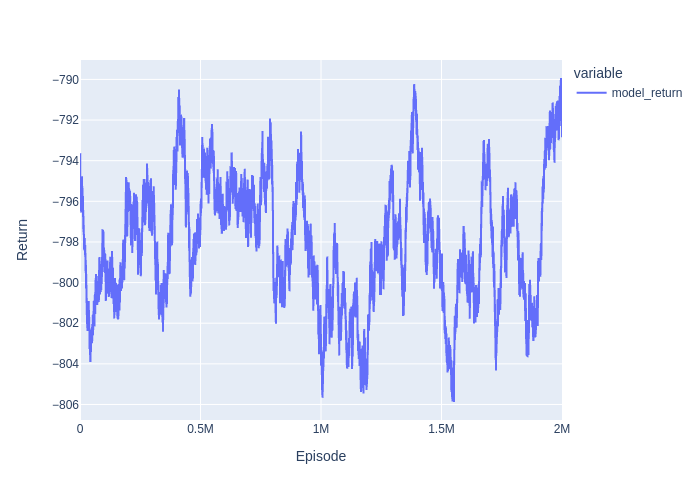 variable
model_return
−790
−792
−794
−796
−798
−800
−802
−804
−806
Return
0
0.5M
1M
1.5M
2M
Episode